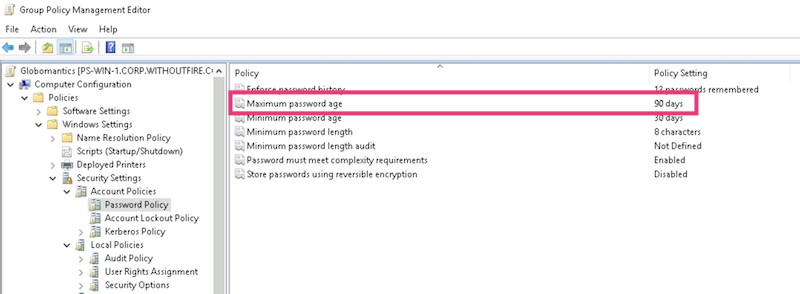 Group Policy Management Editor
File Action View Help
Globomantics [PS-WIN-1.CORP.WITHOUTFIRE.CO
Computer Configuration
Policies
Software Settings
Windows Settings
Name Resolution Policy
Scripts (Startup/Shutdown)
Deployed Printers
Security Settings
Account Policies
Password Policy
Account Lockout Policy
Kerberos Policy
Local Policies
Audit Policy
User Rights Assignment
Security Options
Policy Policy Setting
Enforce password history 12 passwords remembered
Maximum password age 90 days
Minimum password age 30 days
Minimum password length 8 characters
Minimum password length audit Not Defined
Password must meet complexity requirements Enabled
Store passwords using reversible encryption Disabled